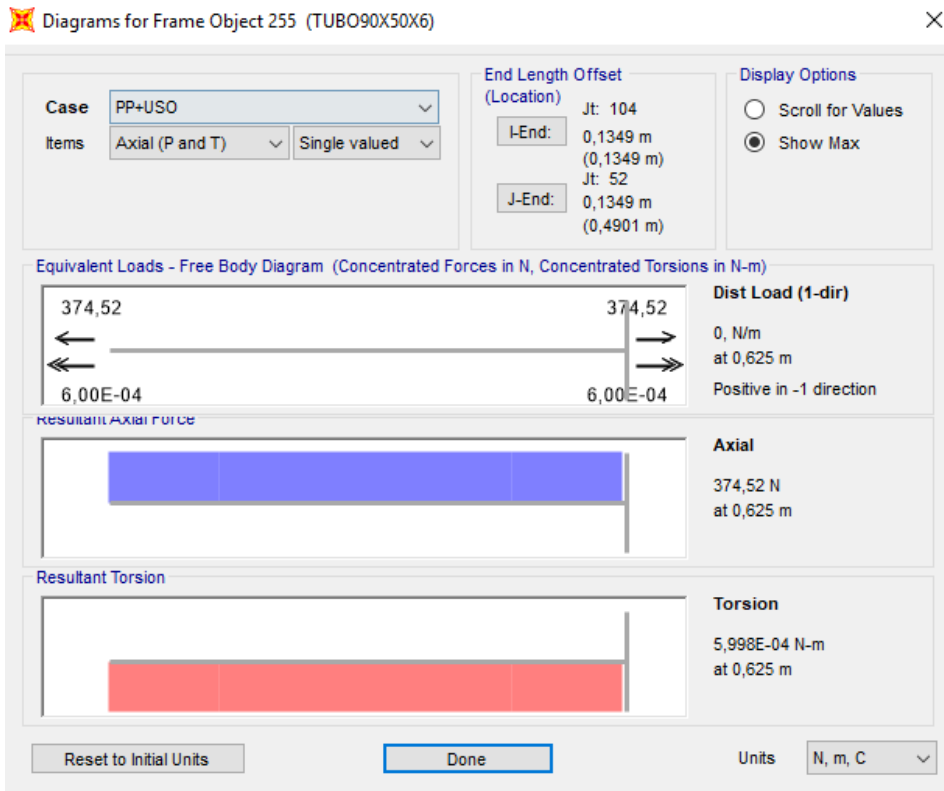 Diagrams for Frame Object 255 (TUBO90X50X6)
Case PP+USO
Items Axial (P and T) Single valued
End Length Offset
(Location)
Jt: 104
I-End: 0,1349 m
(0,1349 m)
Jt: 52
J-End: 0,1349 m
(0,4901 m)
Display Options
Scroll for Values
Show Max
Equivalent Loads - Free Body Diagram (Concentrated Forces in N, Concentrated Torsions in N-m)
374,52 374,52
6,00E-04 6,00E-04
Dist Load (1-dir)
0, N/m
at 0,625 m
Positive in -1 direction
Resultant Axial Force
Axial
374,52 N
at 0,625 m
Resultant Torsion
Torsion
5,998E-04 N-m
at 0,625 m
Reset to Initial Units Done Units N, m, C